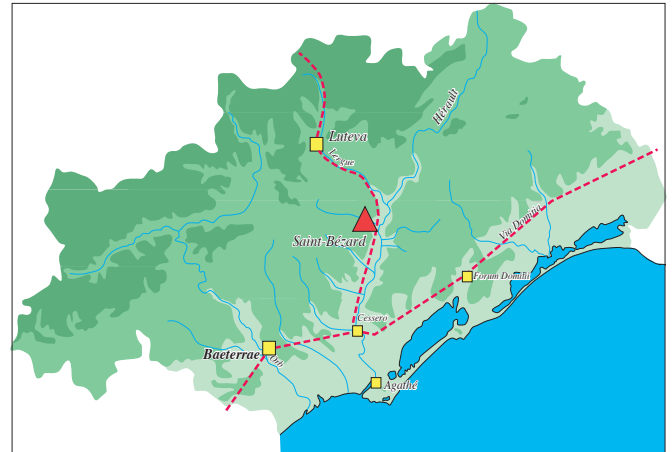 Hérault
Luteva
Lergue
Via Domitia
Saint-Bézard
Forum Domitii
Cessero
Baeterrae
Orb
Agathé